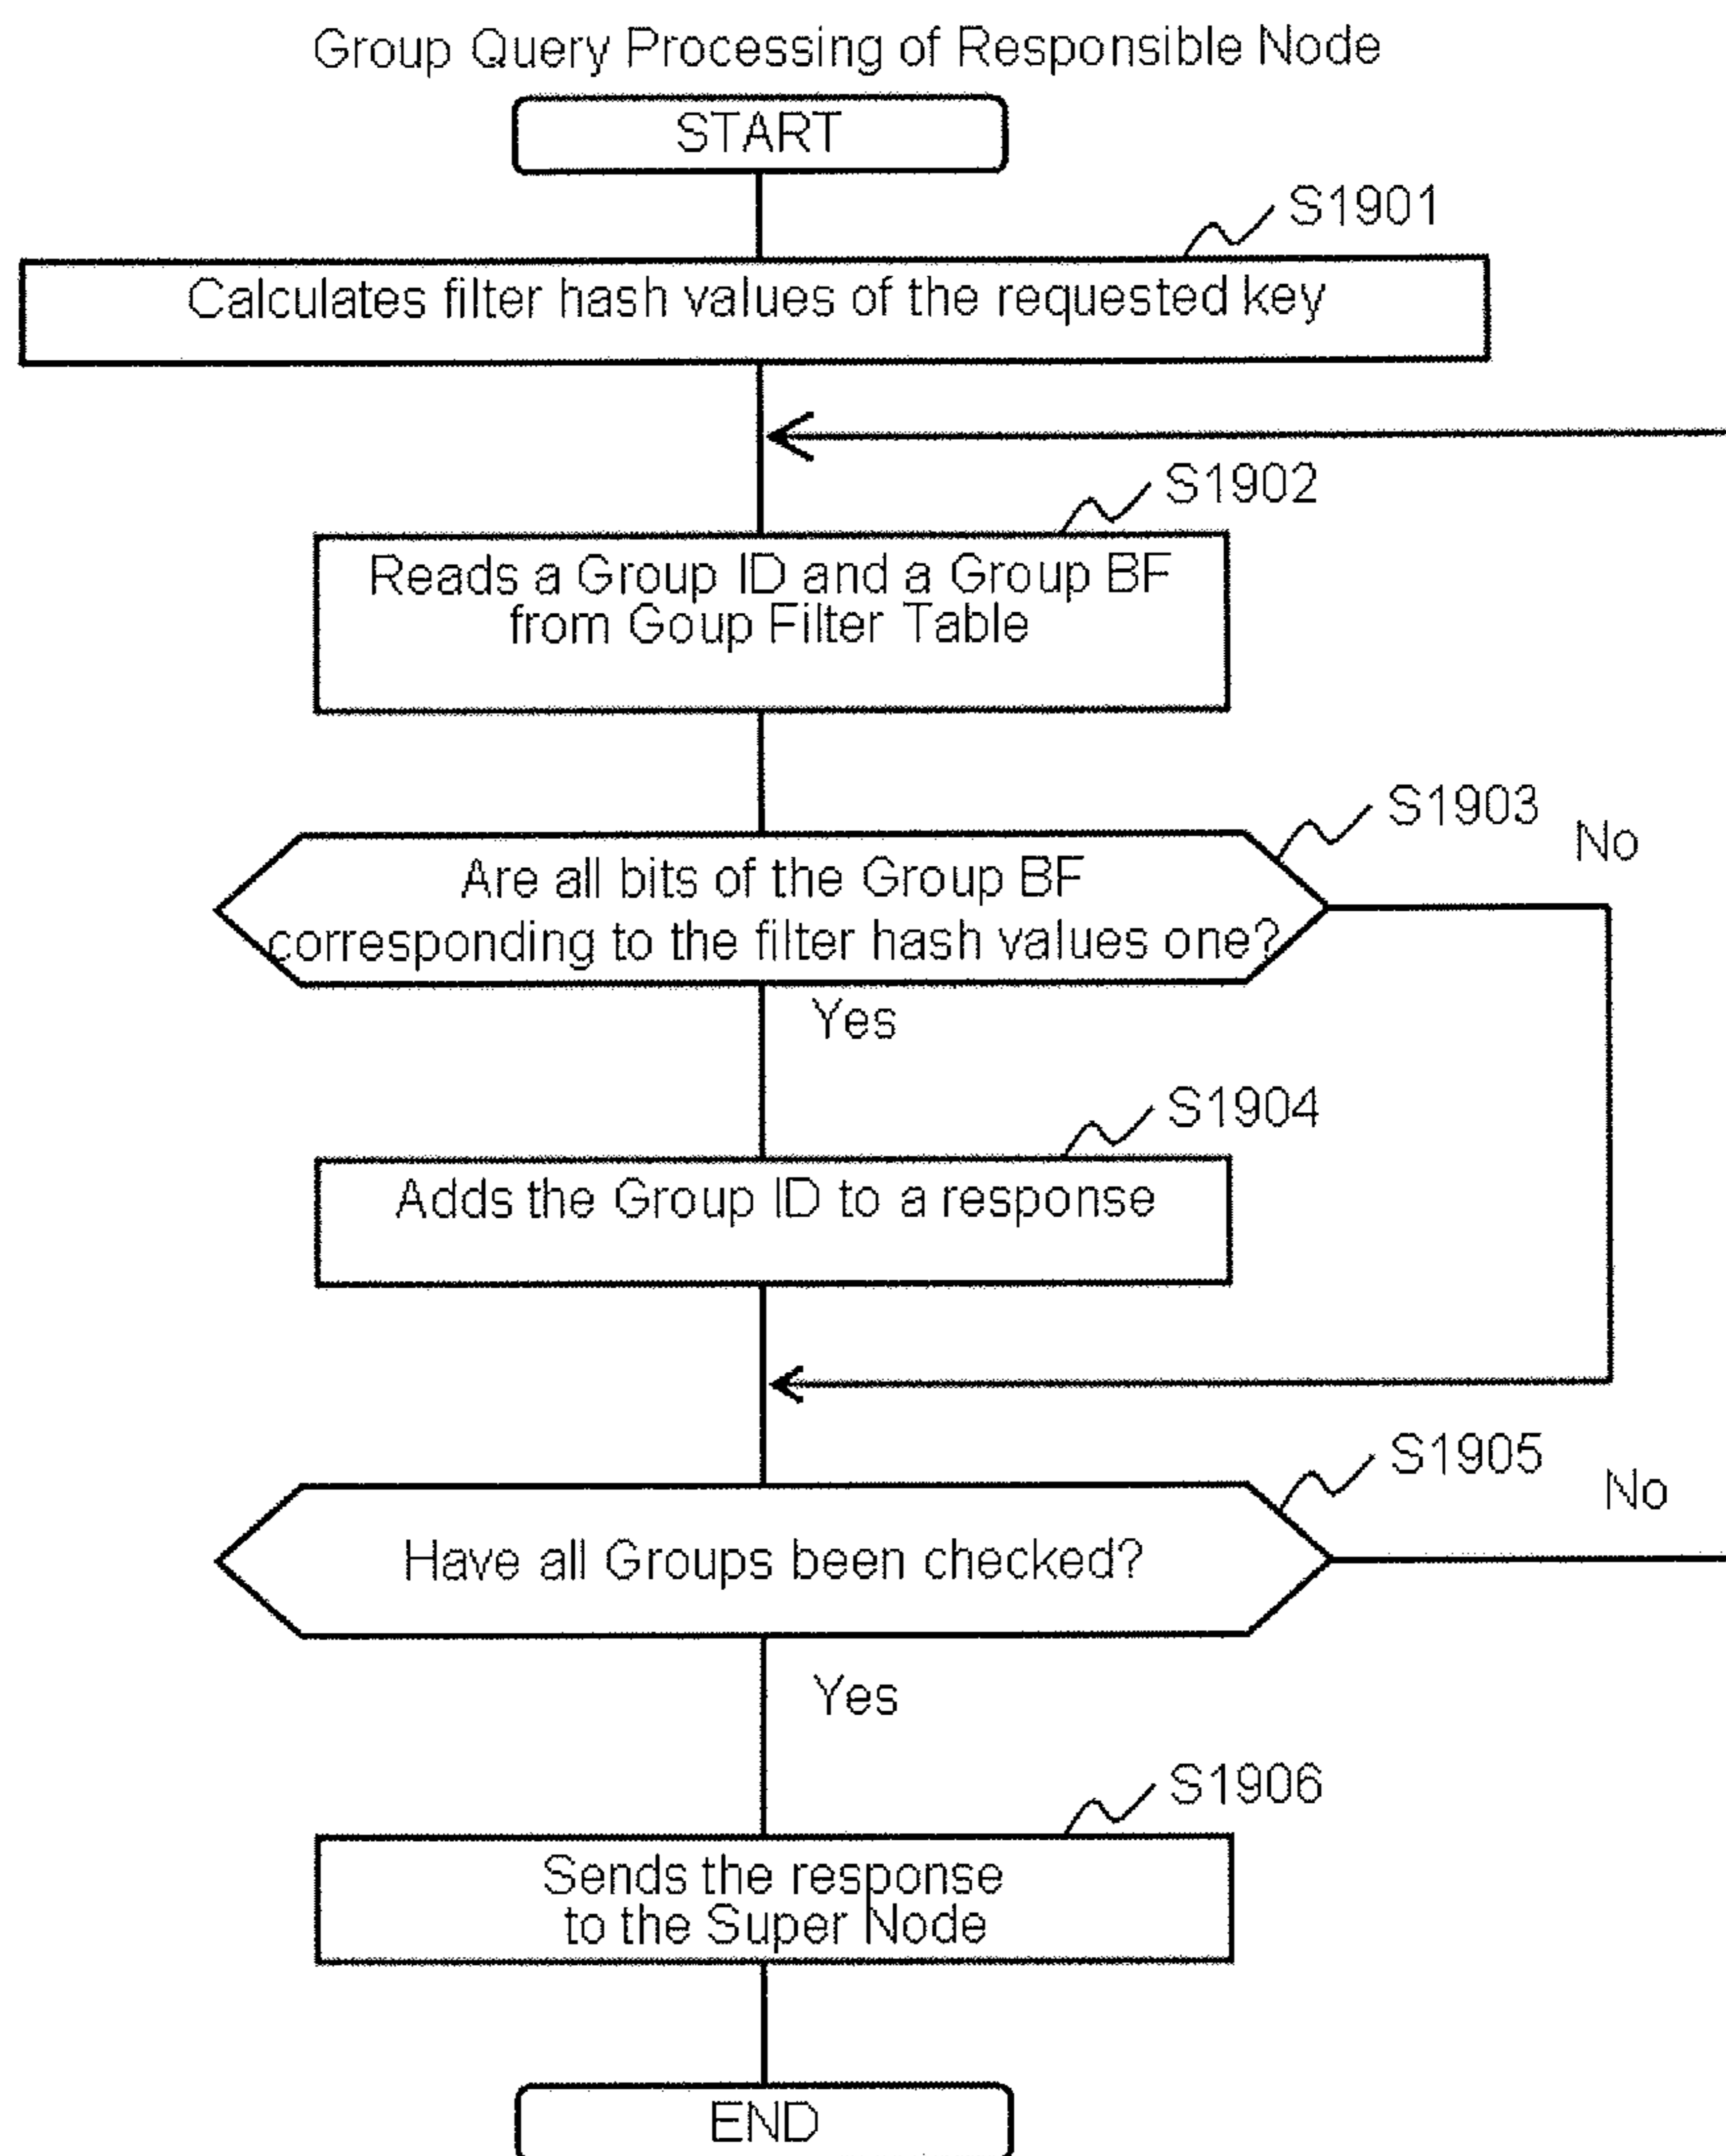 Group Query Processing of Responsible Node
START
S1901
Calculates filter hash values of the requested key
S1902
Reads a Group ID and a Group BF
from Goup Filter Table
S1903
No
Are all bits of the Group BF
corresponding to the filter hash values one?
Yes
S1904
Adds the Group ID to a response
S1905
No
Have all Groups been checked?
Yes
S1906
Sends the response
to the Super Node
END